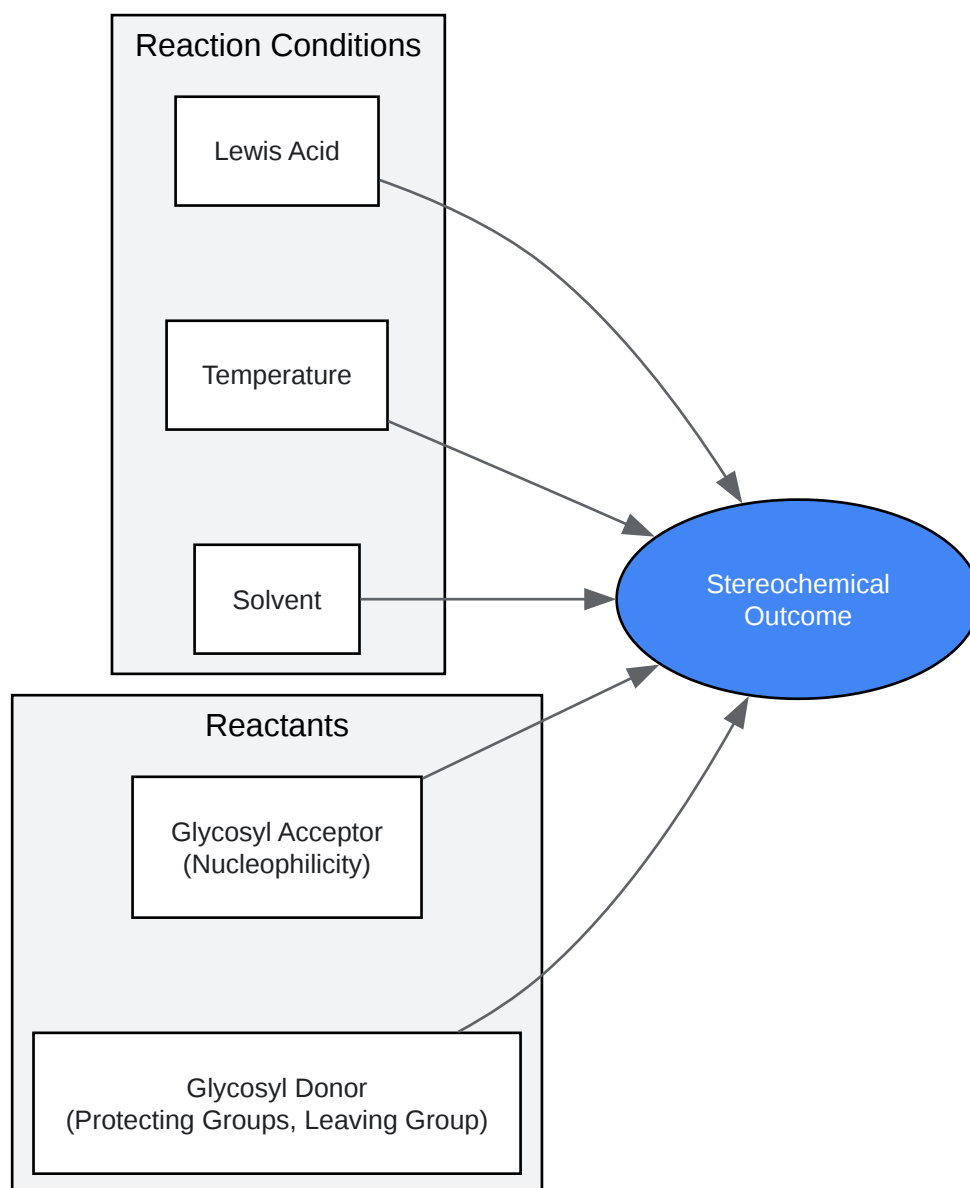 Reaction Conditions
Lewis Acid
Temperature
Solvent
Stereochemical
Outcome
Reactants
Glycosyl Acceptor
(Nucleophilicity)
Glycosyl Donor
(Protecting Groups, Leaving Group)